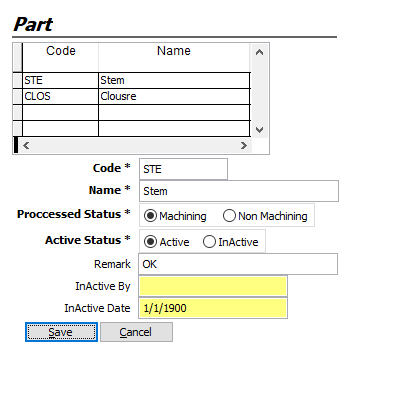 Part
Code Name
STE Stem
CLOS Clousre
Code * STE
Name * Stem
Proccessed Status * Machining Non Machining
Active Status * Active InActive
Remark OK
InActive By
InActive Date 1/1/1900
Save Cancel